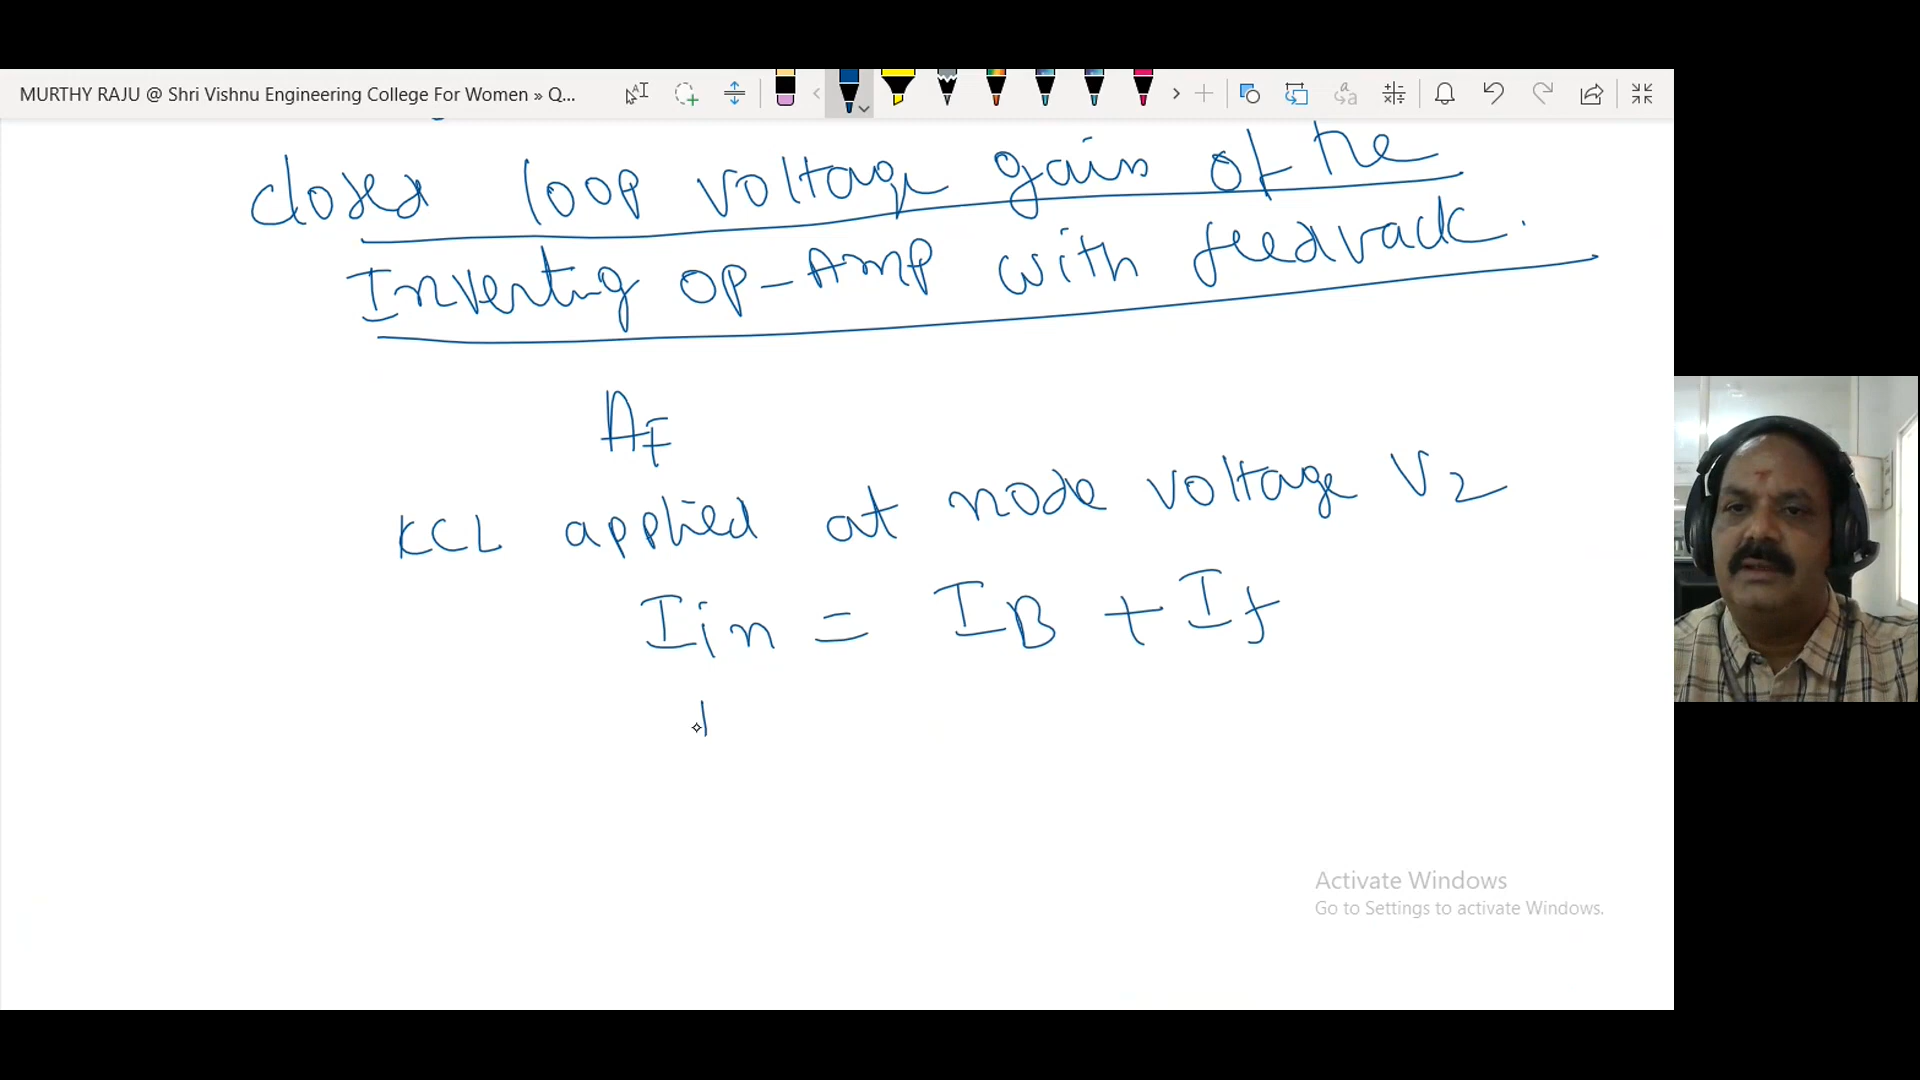 MURTHY RAJU @ Shri Vishnu Engineering College For Women » Q...
closed loop voltage gain of the
Inverting OP-Amp with feedback.
AF
KCL applied at node voltage V2
Iin = IB + If
Activate Windows
Go to Settings to activate Windows.